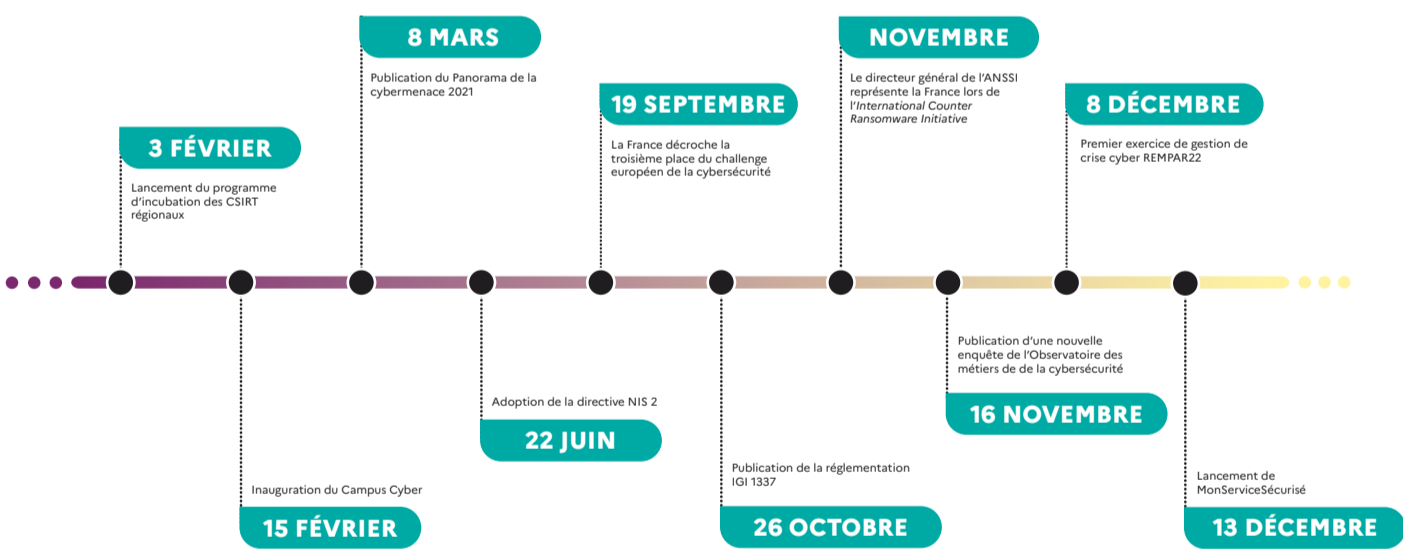 3 FÉVRIER
Lancement du programme
d'incubation des CSIRT
régionaux
Inauguration du Campus Cyber
15 FÉVRIER
8 MARS
Publication du Panorama de la
cybermenace 2021
Adoption de la directive NIS 2
22 JUIN
19 SEPTEMBRE
La France décroche la
troisième place du challenge
européen de la cybersécurité
Publication de la réglementation
IGI 1337
26 OCTOBRE
NOVEMBRE
Le directeur général de l'ANSSI
représente la France lors de
l'International Counter
Ransomware Initiative
Publication d'une nouvelle
enquête de l'Observatoire des
métiers de de la cybersécurité
16 NOVEMBRE
8 DÉCEMBRE
Premier exercice de gestion de
crise cyber REMPAR22
Lancement de
MonServiceSécurisé
13 DÉCEMBRE